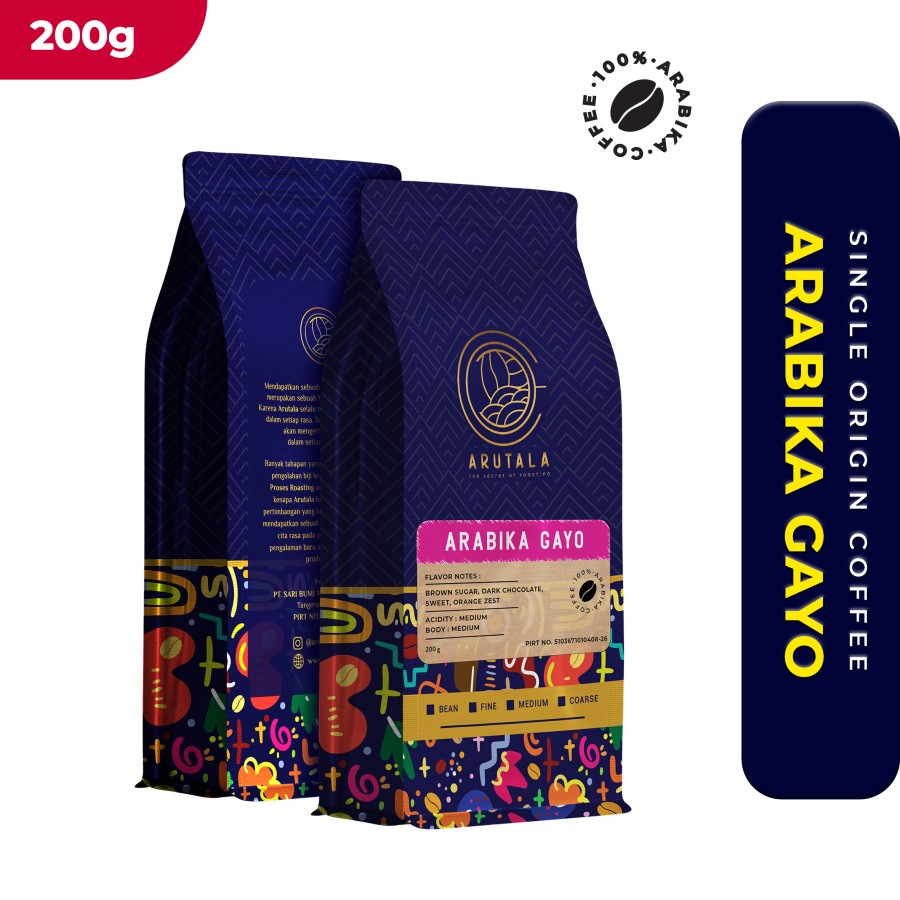 200g
·100%·ARABIKA·COFFEE
SINGLE ORIGIN COFFEE
ARABIKA GAYO
Mendapatkan sebuah
merupakan sebuah
Karena Arutala selalu
dalam setiap rasa.
akan mengert
dalam setiap
Banyak tahapan yang
pengolahan biji ko
Proses Roasting
kenapa Arutala
pertimbangan yang
mendapatkan sebuah
cita rasa pada
pengalaman baru
PT. SARI BUMI
Tangera
PIRT NO
ARUTALA
the secret of roasting
ARABIKA GAYO
FLAVOR NOTES :
BROWN SUGAR, DARK CHOCOLATE,
SWEET, ORANGE ZEST
ACIDITY : MEDIUM
BODY : MEDIUM
·100%·ARABIKA·COFFEE
200 g
PIRT NO. 5103671010408-26
BEAN FINE MEDIUM COARSE